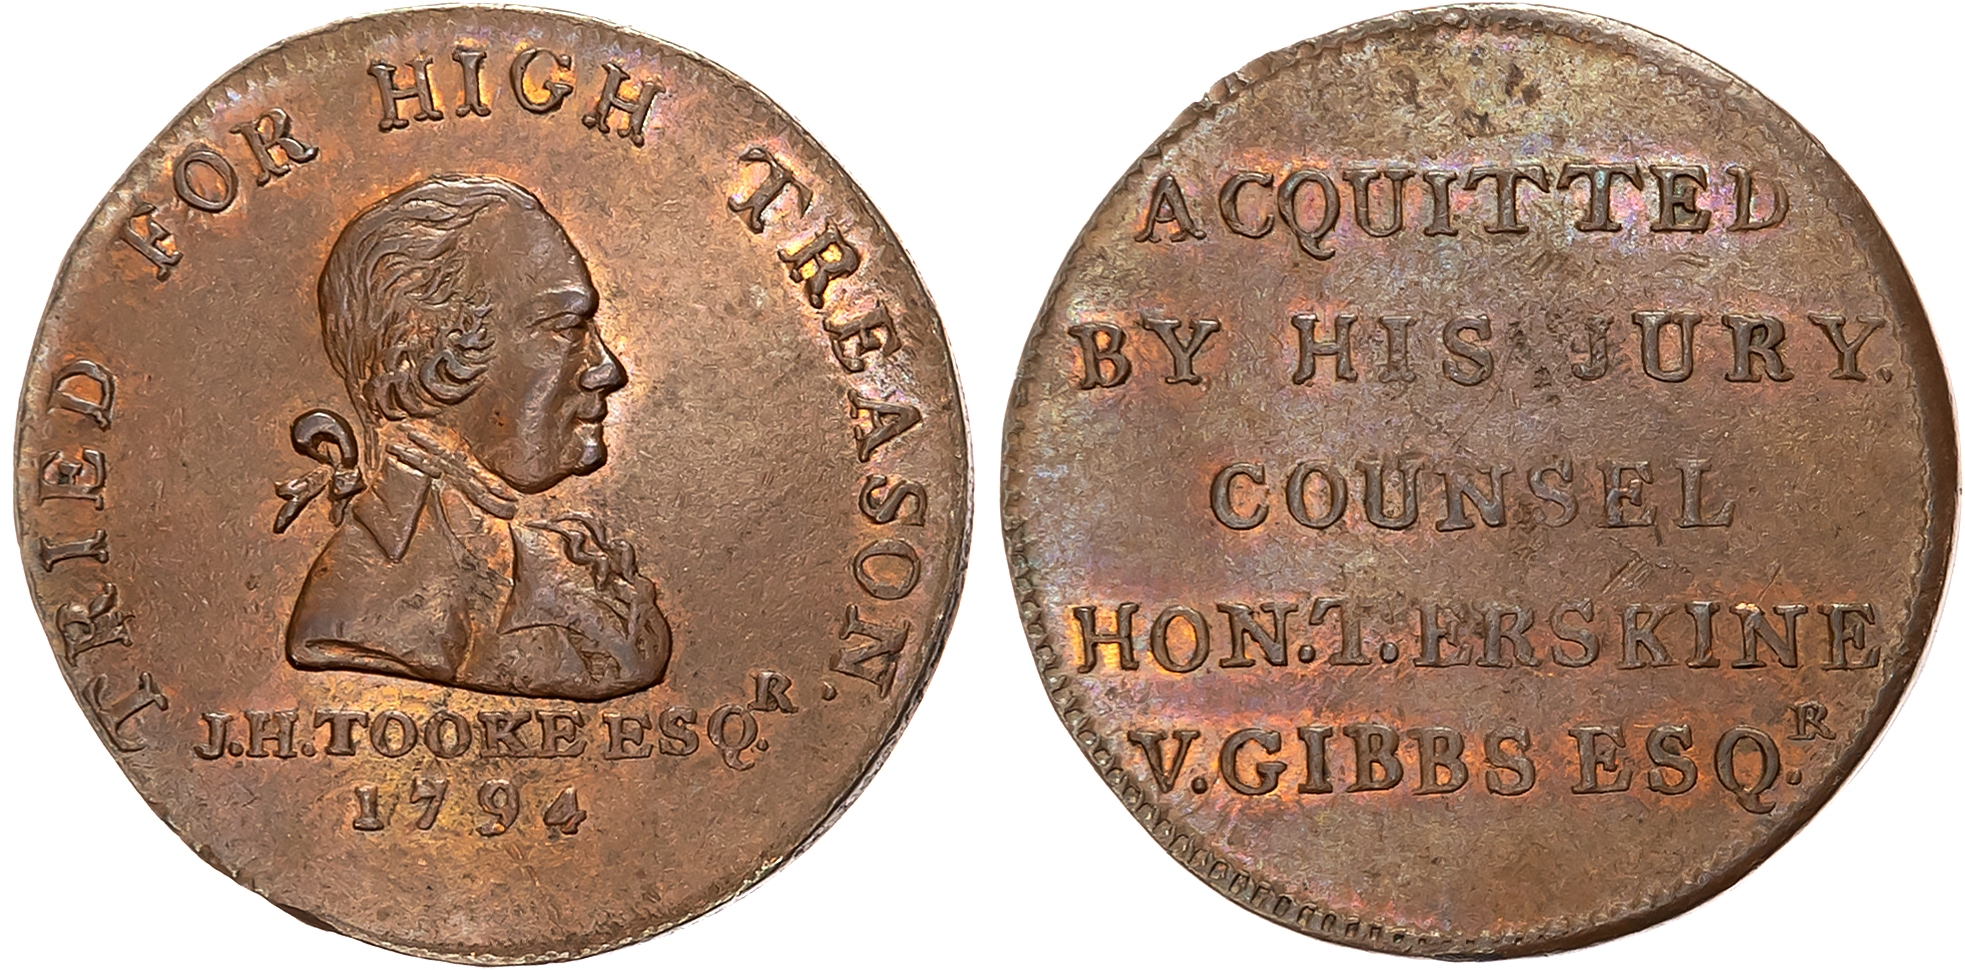 TRIED FOR HIGH TREASON.
J.H.TOOKE ESQ.R
1794
ACQUITTED
BY HIS JURY.
COUNSEL
HON.T.ERSKINE
V.GIBBS ESQ.R